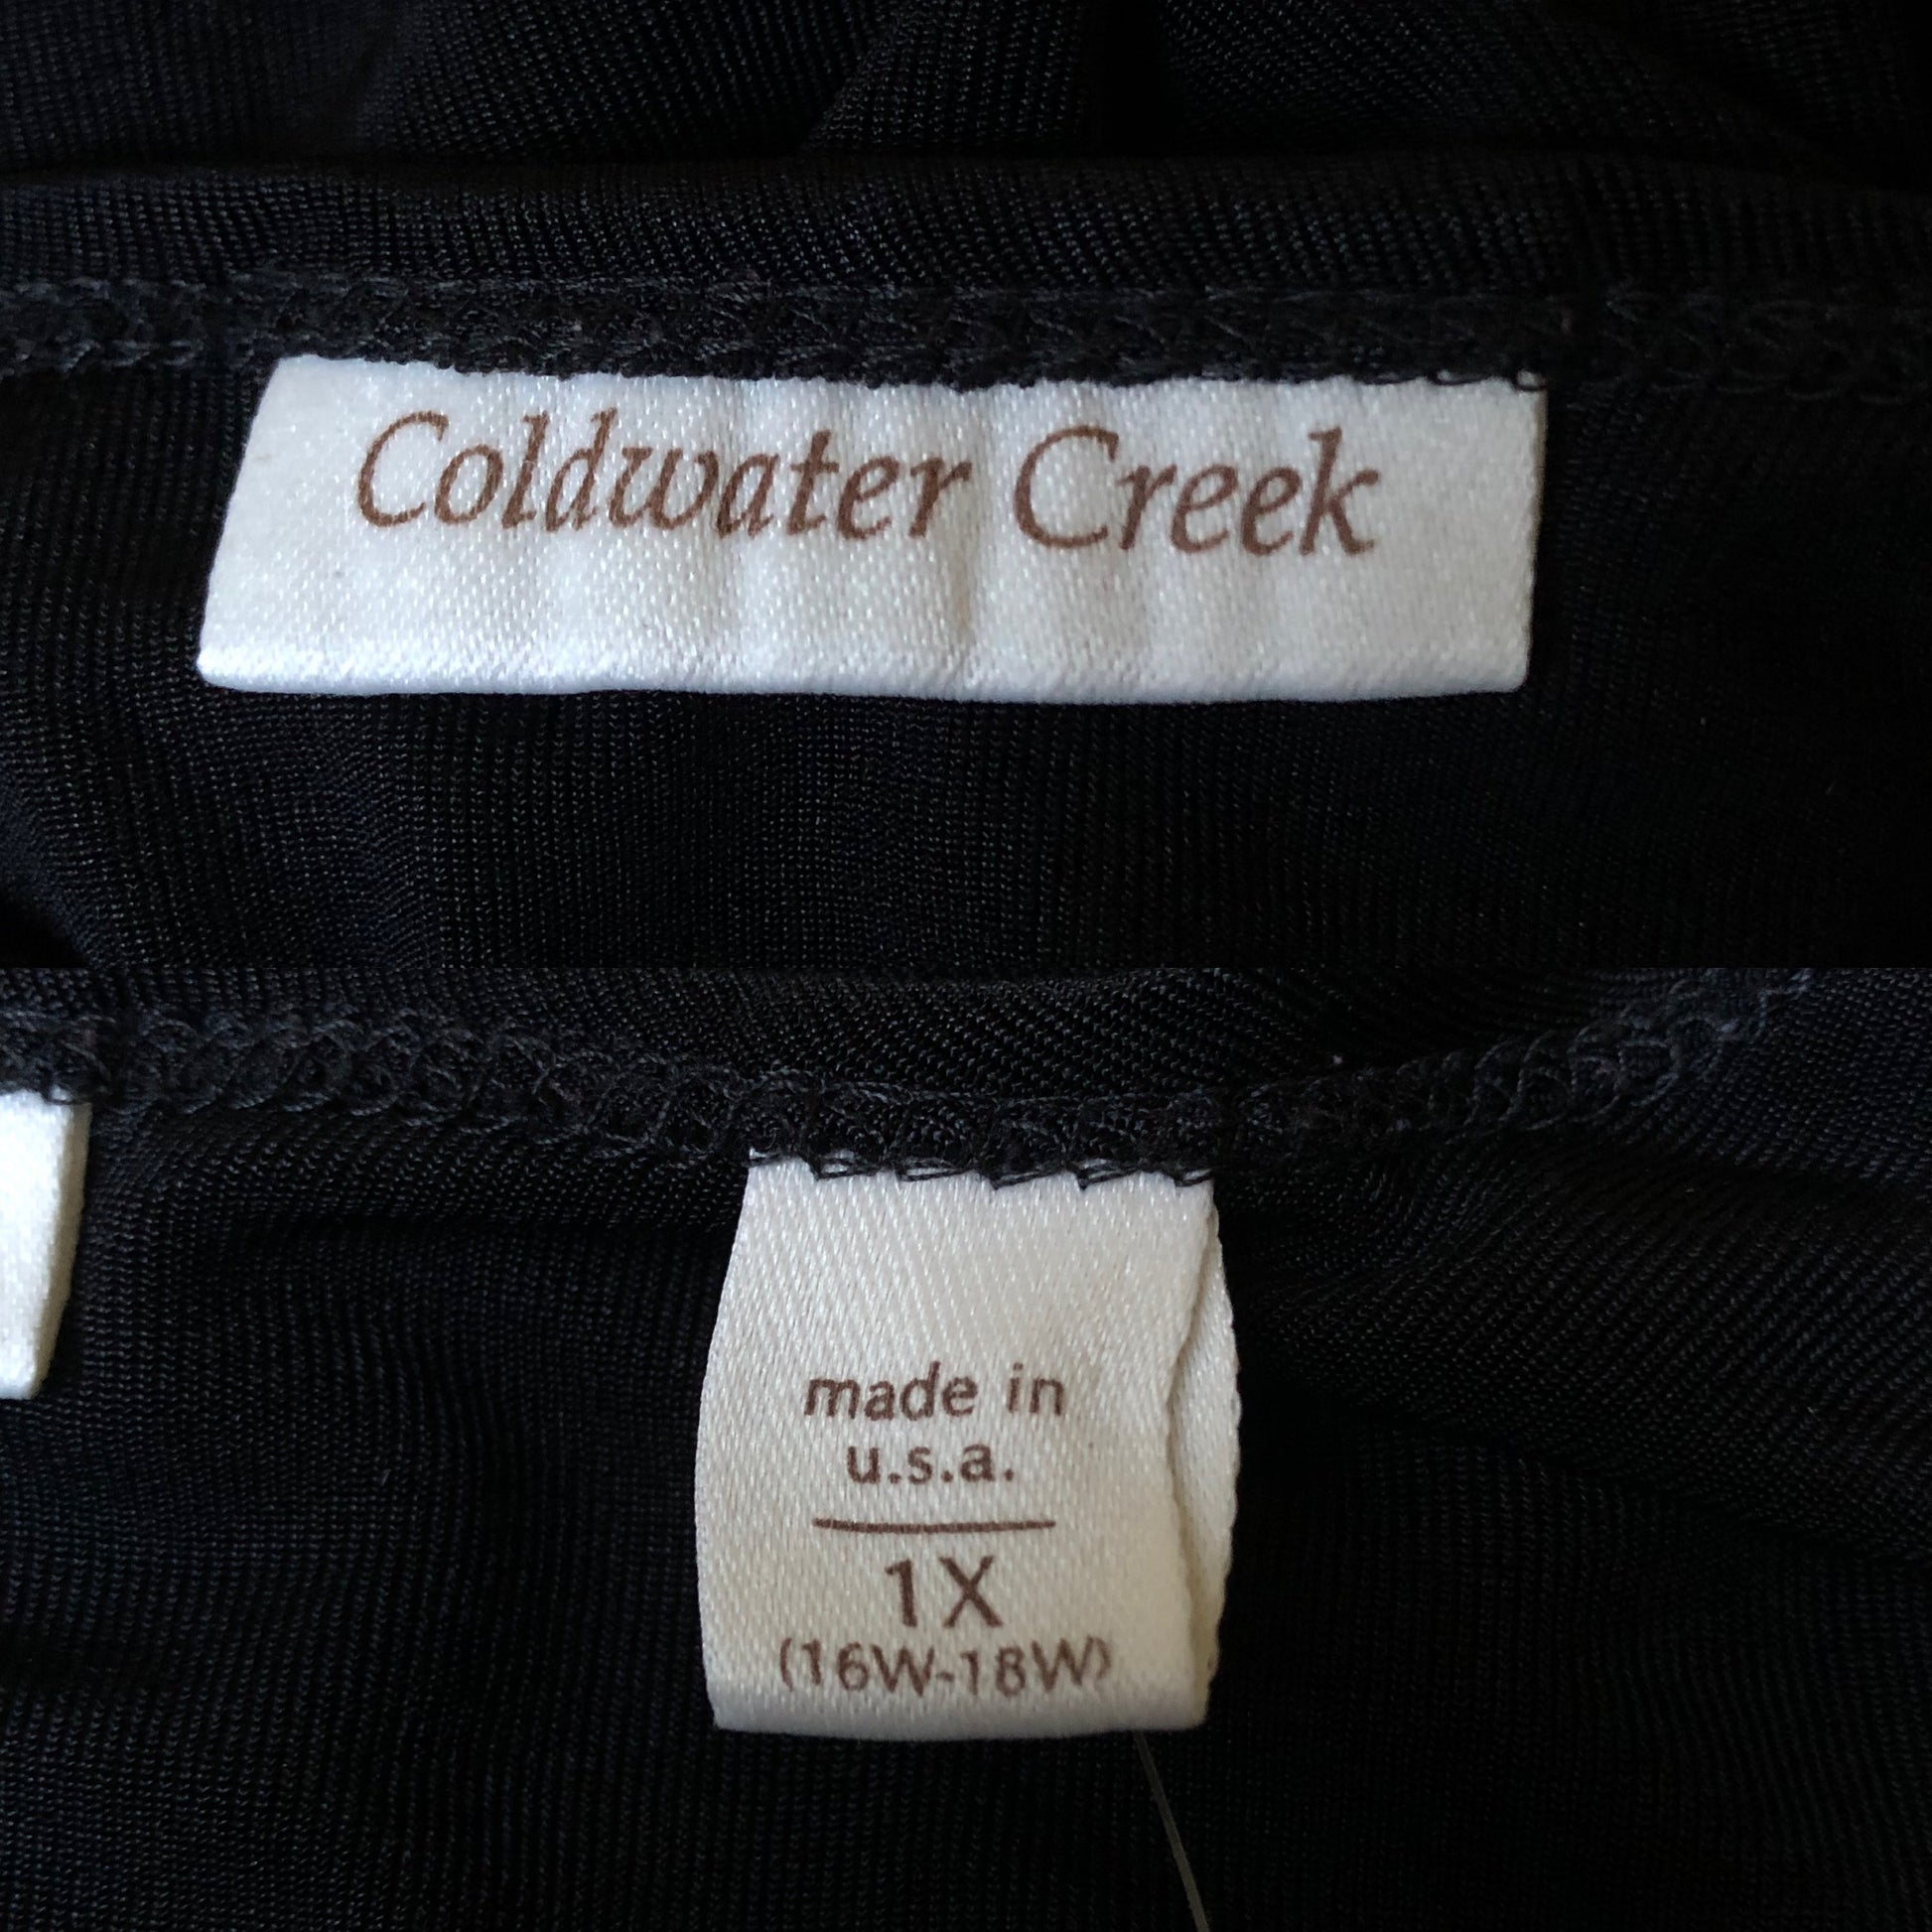 Coldwater Creek
made in
u.s.a.
1X
(16W-18W)